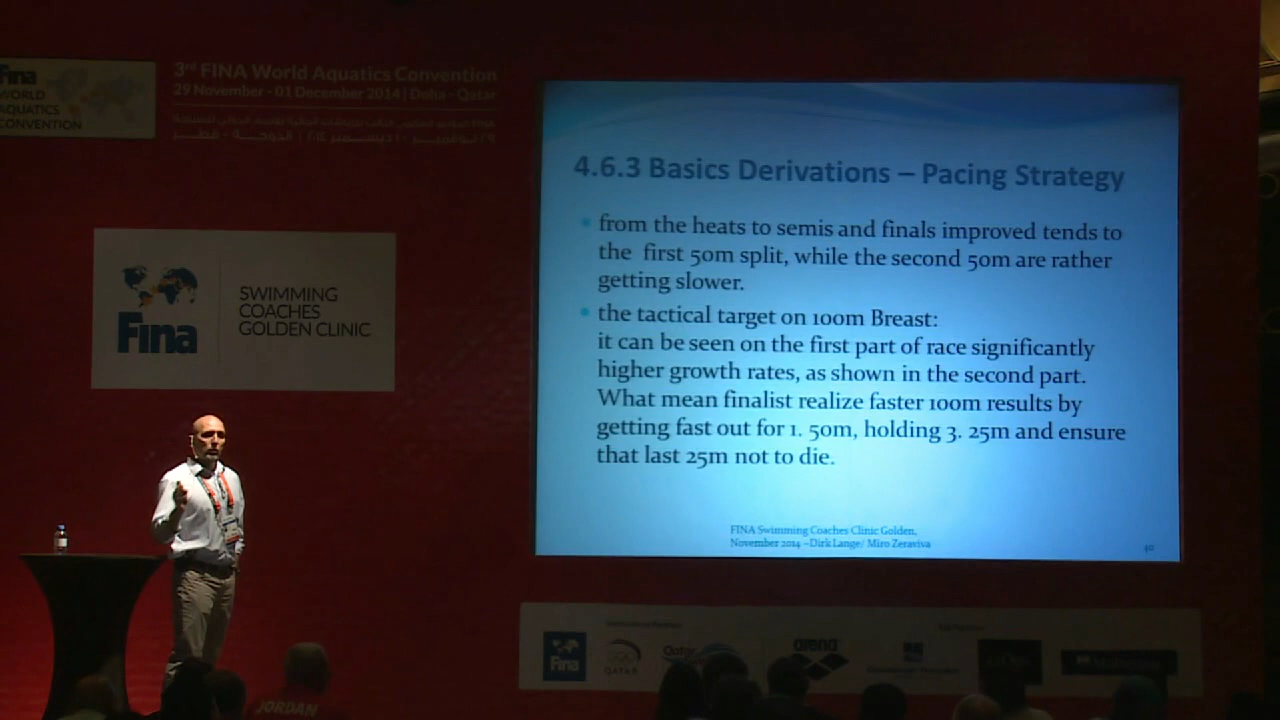 Fina
WORLD
AQUATICS
CONVENTION
3rd FINA World Aquatics Convention
29 November - 01 December 2014 | Doha - Qatar
Fina
SWIMMING
COACHES
GOLDEN CLINIC
4.6.3 Basics Derivations – Pacing Strategy
from the heats to semis and finals improved tends to
the first 50m split, while the second 50m are rather
getting slower.
the tactical target on 100m Breast:
it can be seen on the first part of race significantly
higher growth rates, as shown in the second part.
What mean finalist realize faster 100m results by
getting fast out for 1. 50m, holding 3. 25m and ensure
that last 25m not to die.
FINA Swimming Coaches Clinic Golden,
November 2014 –Dirk Lange/ Miro Zeraviva
40
Fina
QATAR
Qatar
arena
JORDAN